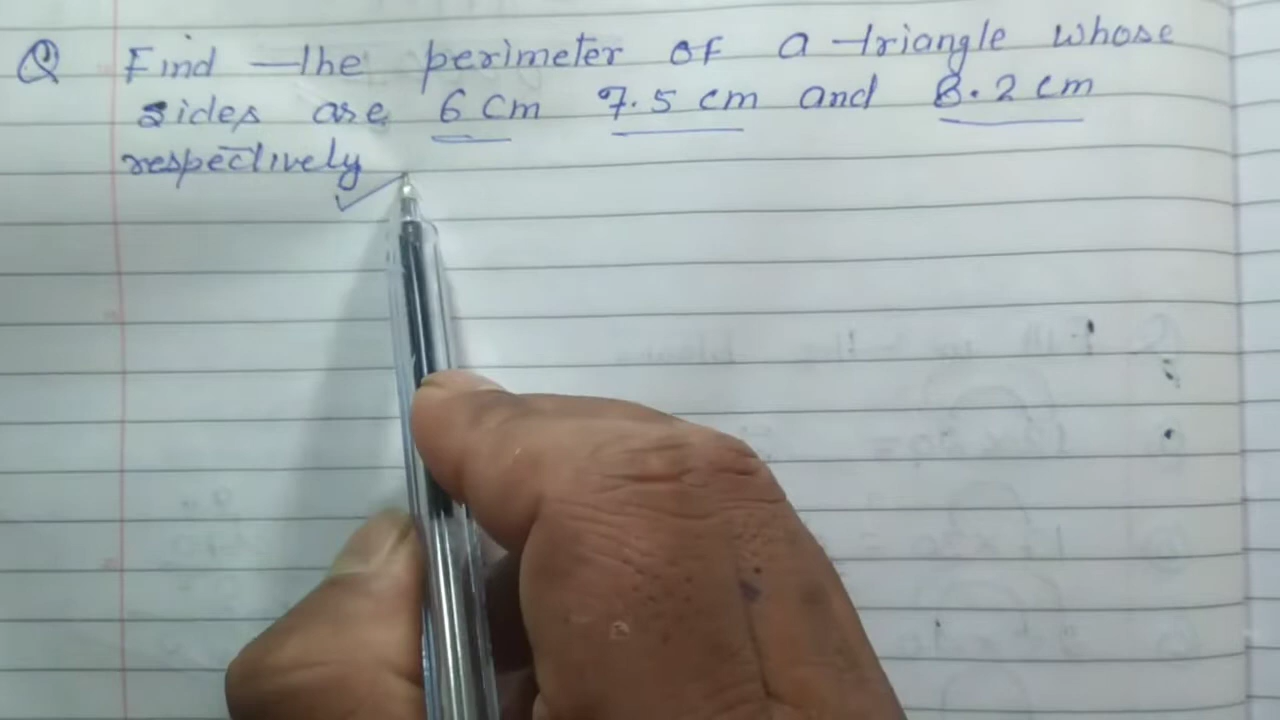 Q Find the perimeter of a triangle whose
sides are 6 cm 7.5 cm and 8.2 cm
respectively